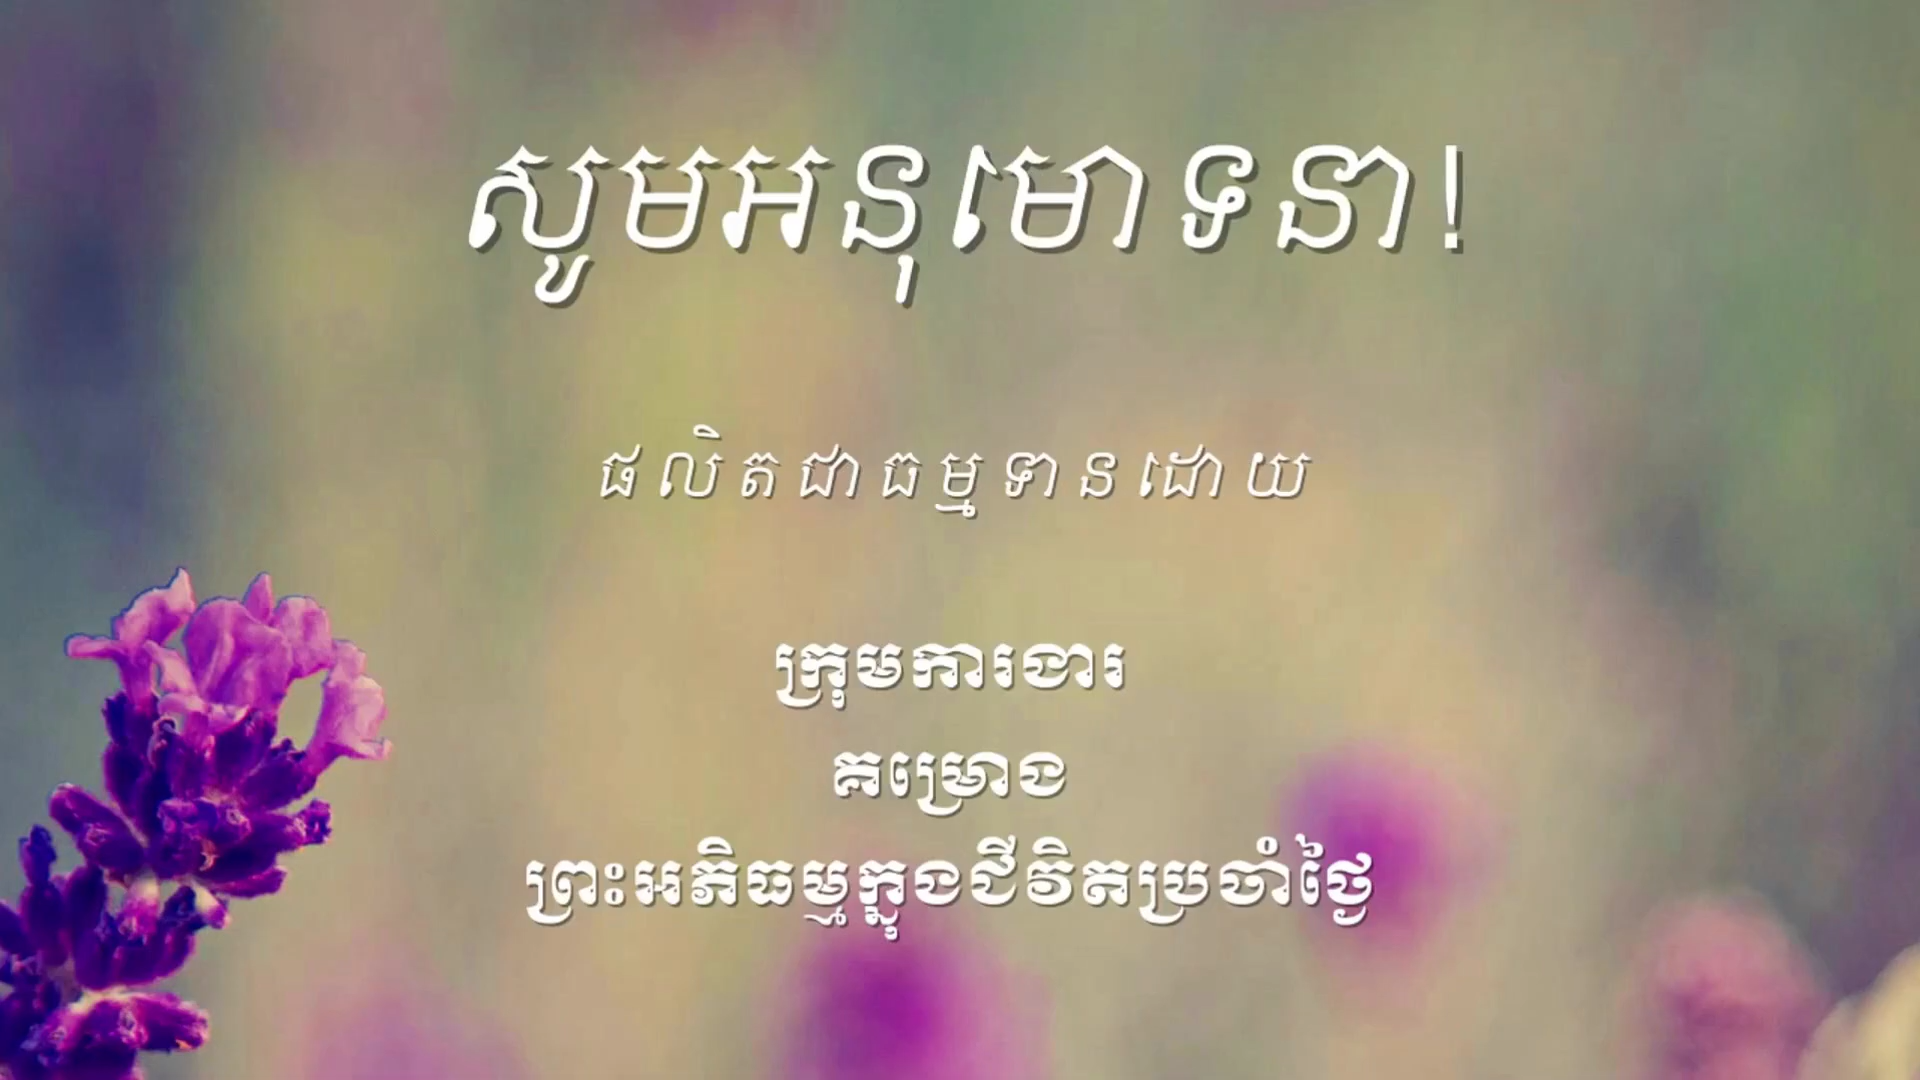 សូមអនុមោទនា!
ផលិតជាធម្មទានដោយ
ក្រុមការងារ
គម្រោង
ព្រះអភិធម្មក្នុងជីវិតប្រចាំថ្ងៃ